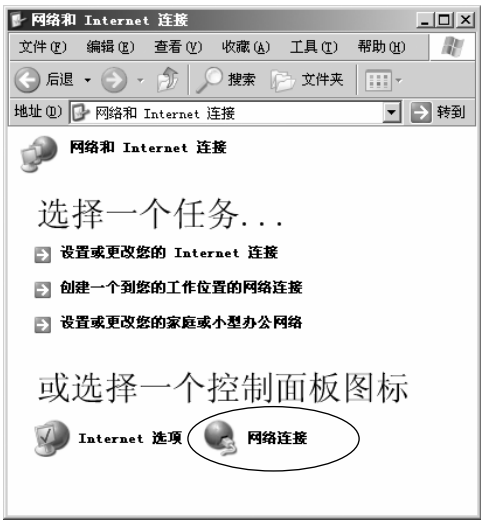 网络和 Internet 连接
文件(F) 编辑(E) 查看(V) 收藏(A) 工具(T) 帮助(H)
后退 搜索 文件夹
地址(D) 网络和 Internet 连接 转到
网络和 Internet 连接
选择一个任务...
设置或更改您的 Internet 连接
创建一个到您的工作位置的网络连接
设置或更改您的家庭或小型办公网络
或选择一个控制面板图标
Internet 选项 网络连接